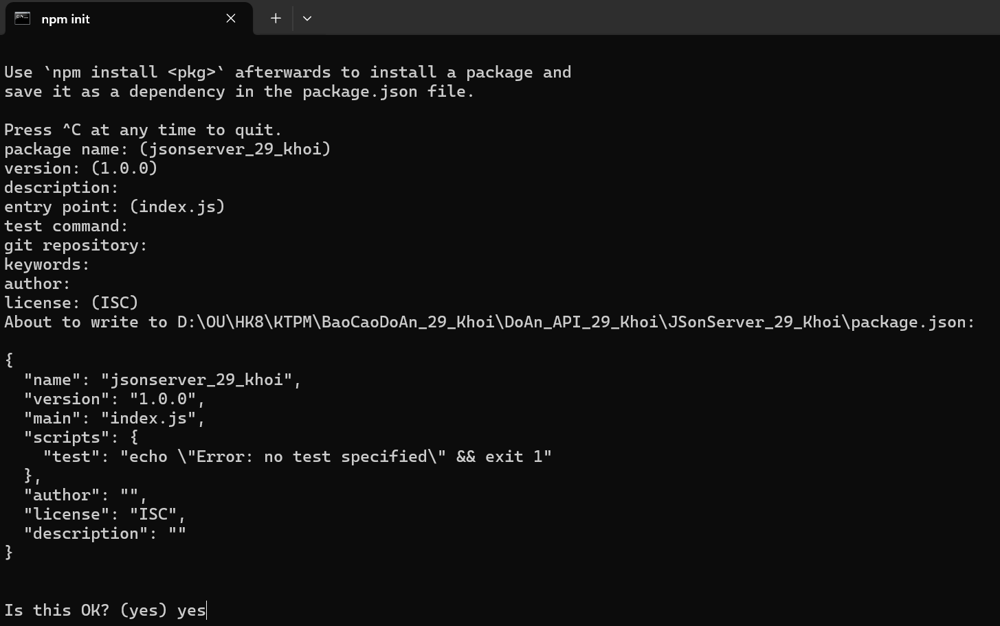 npm init
Use `npm install <pkg>` afterwards to install a package and
save it as a dependency in the package.json file.
Press ^C at any time to quit.
package name: (jsonserver_29_khoi)
version: (1.0.0)
description:
entry point: (index.js)
test command:
git repository:
keywords:
author:
license: (ISC)
About to write to D:\OU\HK8\KTPM\BaoCaoDoAn_29_Khoi\DoAn_API_29_Khoi\JSonServer_29_Khoi\package.json:
{
  "name": "jsonserver_29_khoi",
  "version": "1.0.0",
  "main": "index.js",
  "scripts": {
    "test": "echo \"Error: no test specified\" && exit 1"
  },
  "author": "",
  "license": "ISC",
  "description": ""
}
Is this OK? (yes) yes